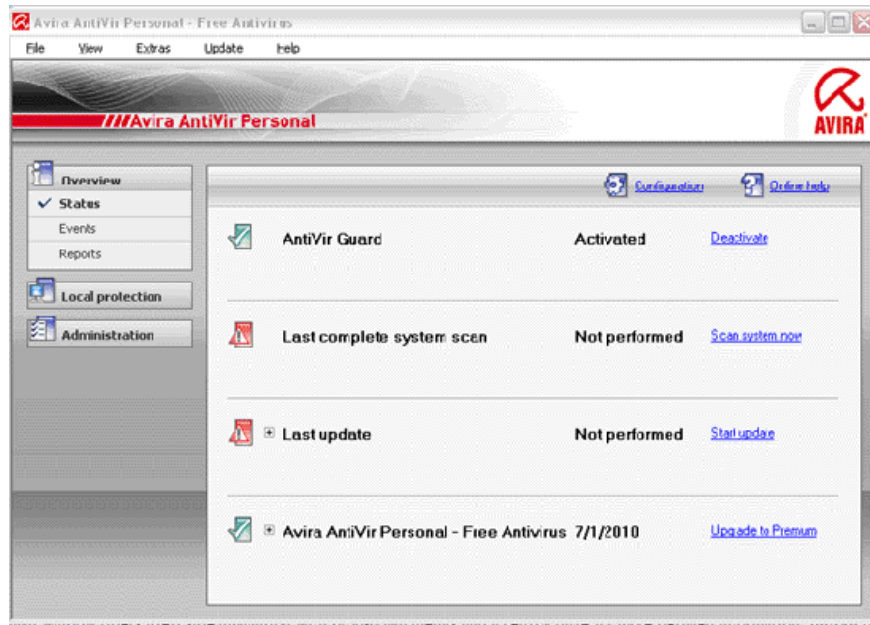 Avira AntiVir Personal - Free Antivirus
File View Extras Update Help
///Avira AntiVir Personal
AVIRA
Overview
Status
Events
Reports
Local protection
Administration
Configuration Online help
AntiVir Guard Activated Deactivate
Last complete system scan Not performed Scan system now
Last update Not performed Start update
Avira AntiVir Personal - Free Antivirus 7/1/2010 Upgrade to Premium